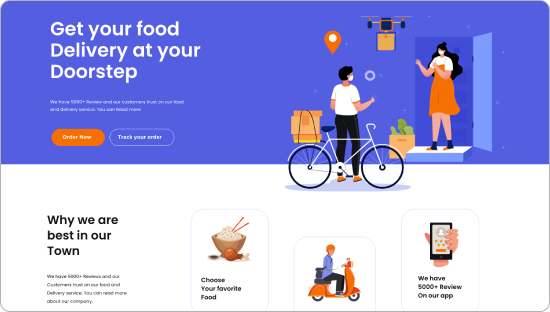 Get your food
Delivery at your
Doorstep
We have 5000+ Review and our customers trust on our food
and delivery service. You can Read more
Order Now
Track your order
Why we are
best in our
Town
We have 5000+ Reviews and our
Customers trust on our food and
Delivery service. You can read more
about our company.
Choose
Your favorite
Food
We have
5000+ Review
On our app